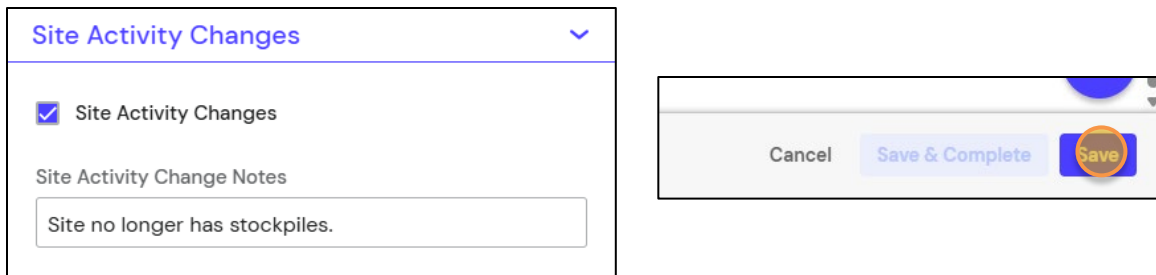 Site Activity Changes
Site Activity Changes
Site Activity Change Notes
Site no longer has stockpiles.
Cancel Save & Complete Save